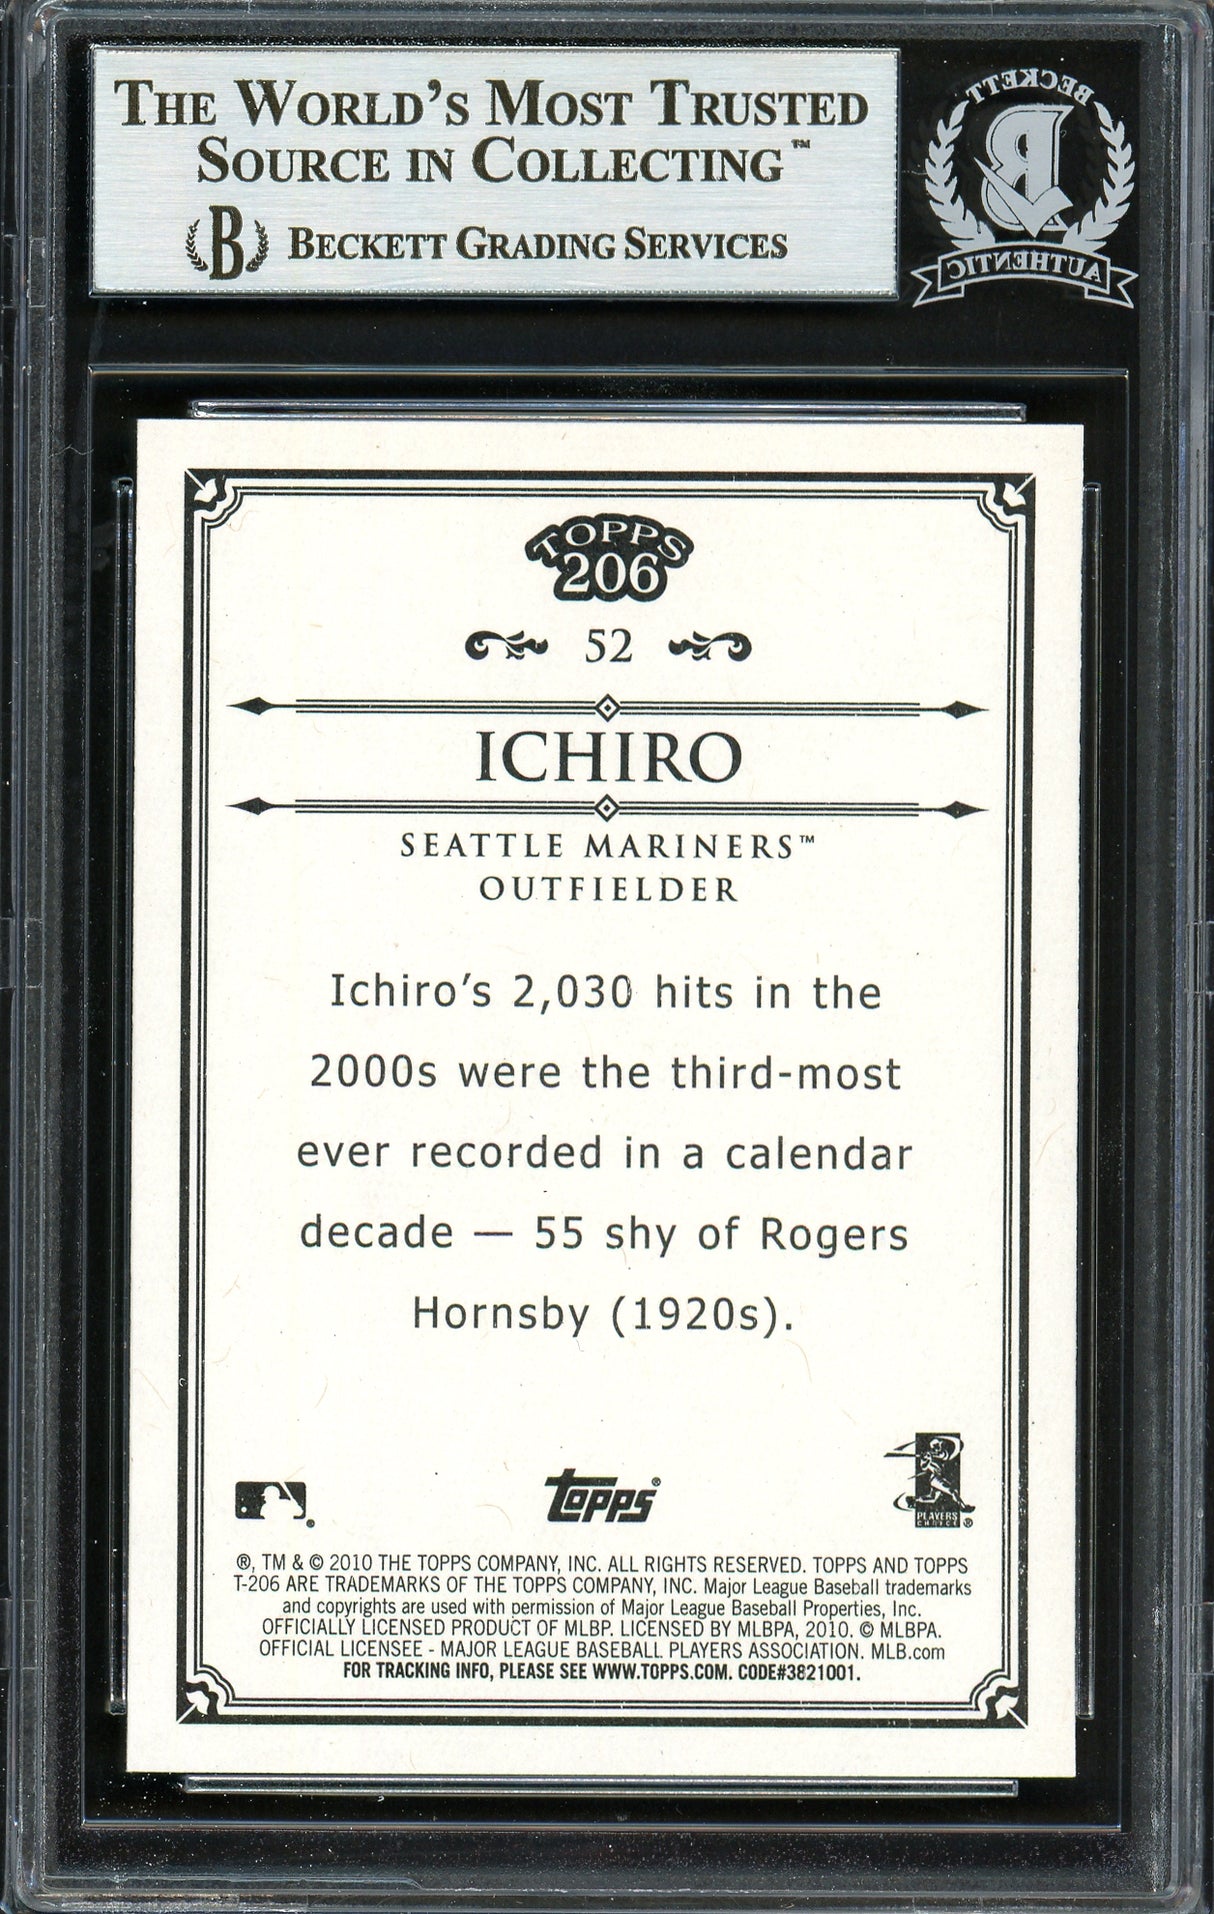 THE WORLD'S MOST TRUSTED
SOURCE IN COLLECTING™
B BECKETT GRADING SERVICES
BECKETT
B
AUTHENTIC
TOPPS
206
52
ICHIRO
SEATTLE MARINERS™
OUTFIELDER
Ichiro's 2,030 hits in the
2000s were the third-most
ever recorded in a calendar
decade — 55 shy of Rogers
Hornsby (1920s).
topps®
PLAYERS
CHOICE®
®, TM & © 2010 THE TOPPS COMPANY, INC. ALL RIGHTS RESERVED. TOPPS AND TOPPS
T-206 ARE TRADEMARKS OF THE TOPPS COMPANY, INC. Major League Baseball trademarks
and copyrights are used with permission of Major League Baseball Properties, Inc.
OFFICIALLY LICENSED PRODUCT OF MLBP. LICENSED BY MLBPA, 2010. © MLBPA.
OFFICIAL LICENSEE - MAJOR LEAGUE BASEBALL PLAYERS ASSOCIATION. MLB.com
FOR TRACKING INFO, PLEASE SEE WWW.TOPPS.COM. CODE#3821001.